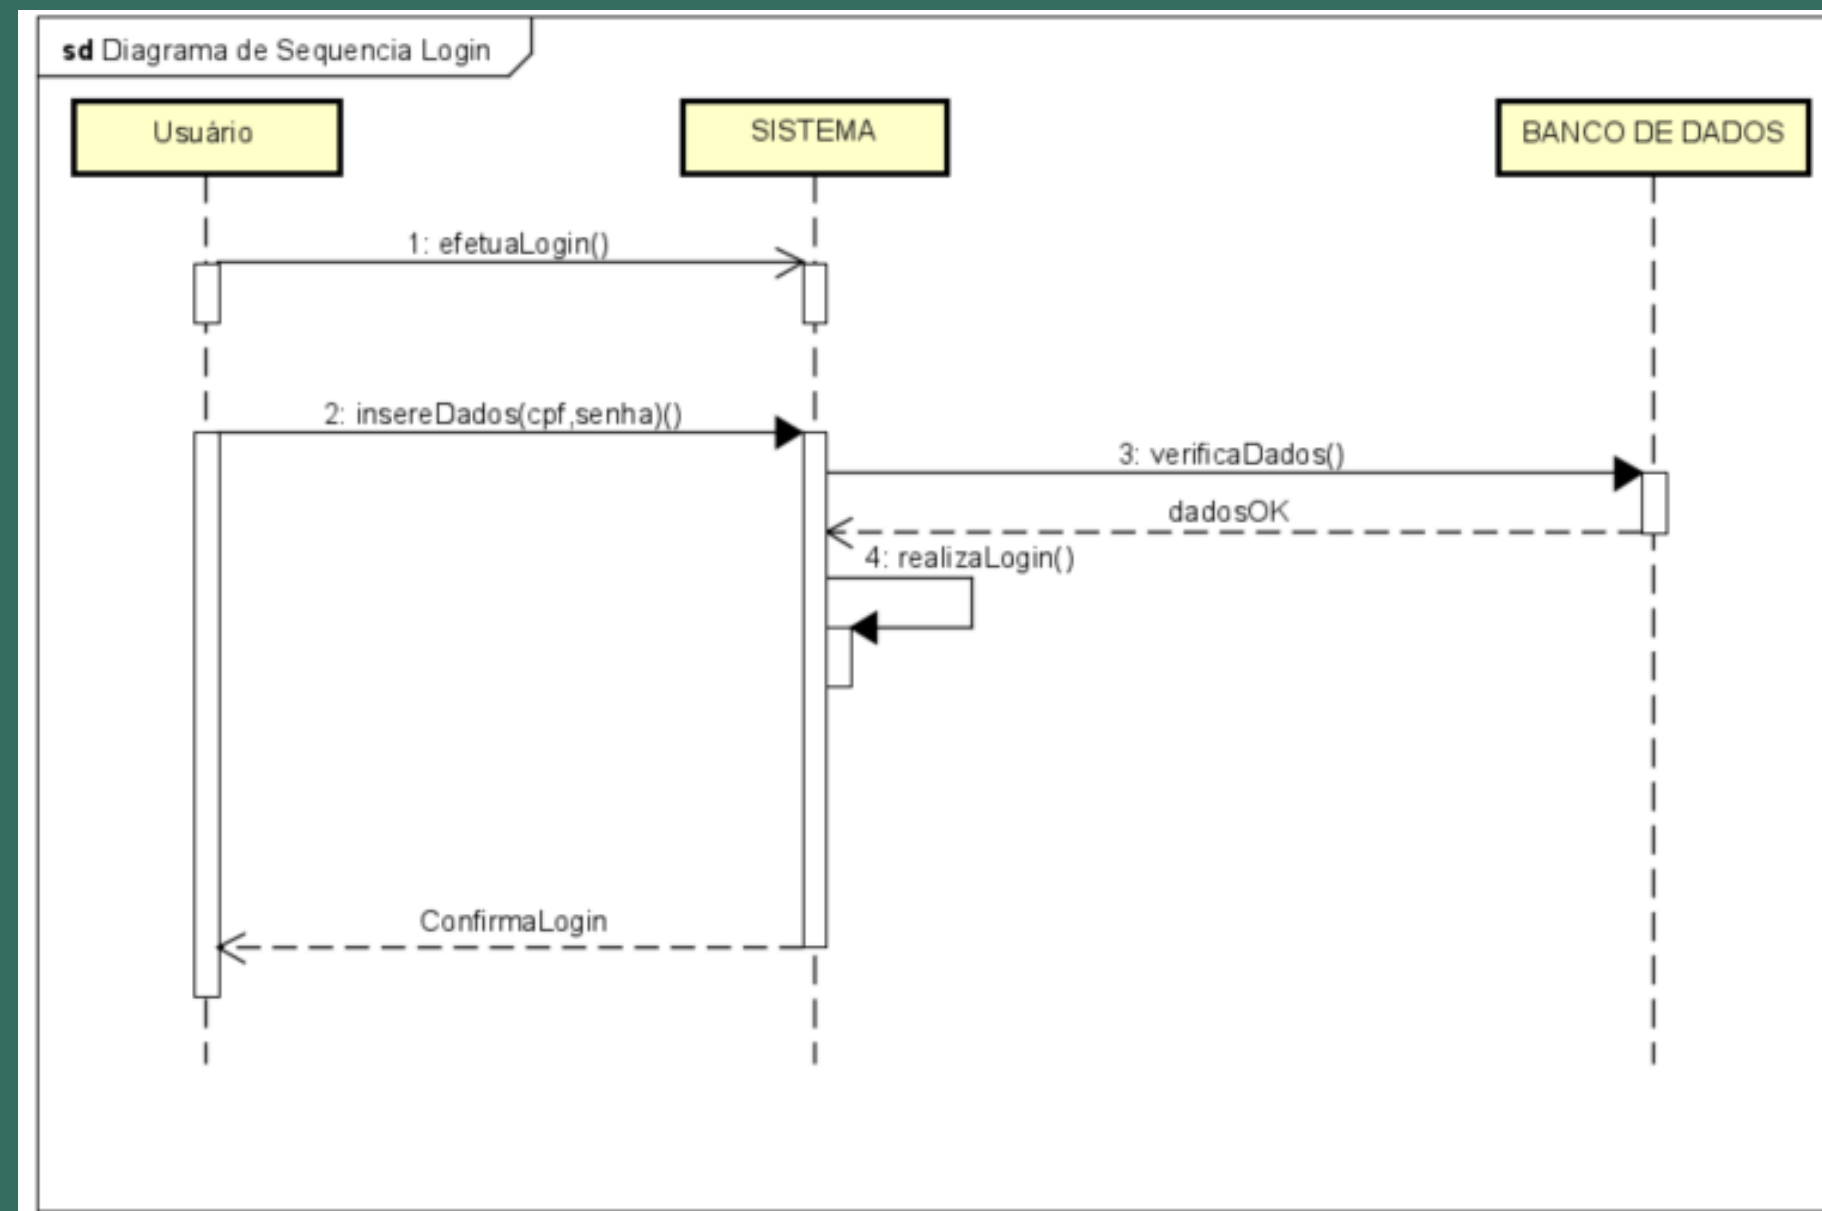 sd Diagrama de Sequencia Login
Usuário
SISTEMA
BANCO DE DADOS
1: efetuaLogin()
2: insereDados(cpf,senha)()
3: verificaDados()
dadosOK
4: realizaLogin()
ConfirmaLogin